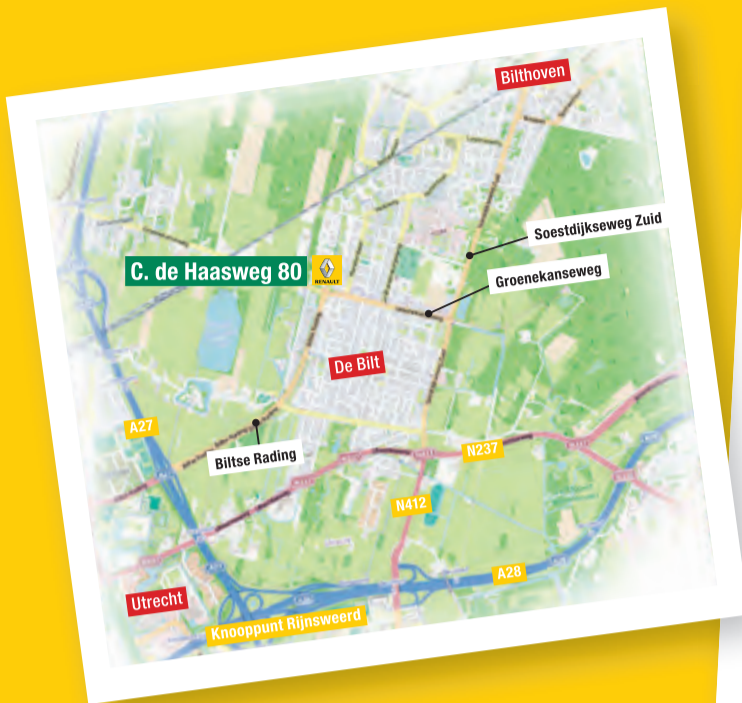 Bilthoven
Soestdijkseweg Zuid
C. de Haasweg 80
RENAULT
Groenekanseweg
De Bilt
A27
Biltse Rading
N237
N412
A28
Utrecht
Knooppunt Rijnsweerd